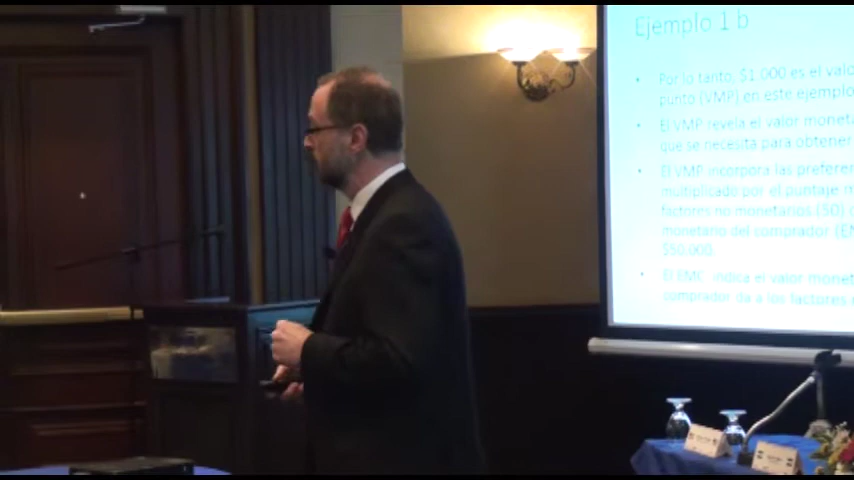 Ejemplo 1 b
Por lo tanto, $1.000 es el valo
punto (VMP) en este ejemplo
El VMP revela el valor moneta
que se necesita para obtener
El VMP incorpora las preferen
multiplicado por el puntaje m
factores no monetarios (50)
monetario del comprador (EM
$50.000.
El EMC indica el valor monet
comprador da a los factores